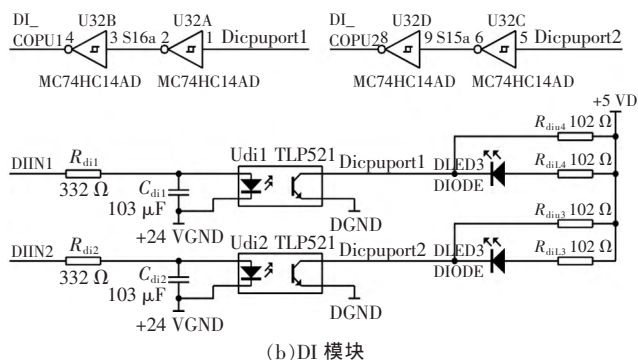 DI_ U32B U32A DI_ U32D U32C
COPU1 4 3 S16a 2 1 Dicpuport1 COPU2 8 9 S15a 6 5 Dicpuport2
MC74HC14AD MC74HC14AD MC74HC14AD MC74HC14AD
+5 VD
Rdiu4 102 Ω
DIIN1 Rdi1 Udi1 TLP521 Dicpuport1 DLED3 RdiL4 102 Ω
332 Ω Cdi1 DIODE
103 μF DGND Rdiu3
+24 VGND 102 Ω
DIIN2 Rdi2 Udi2 TLP521 Dicpuport2 DLED3 RdiL3 102 Ω
332 Ω Cdi2 DIODE
103 μF DGND
+24 VGND
(b)DI 模块